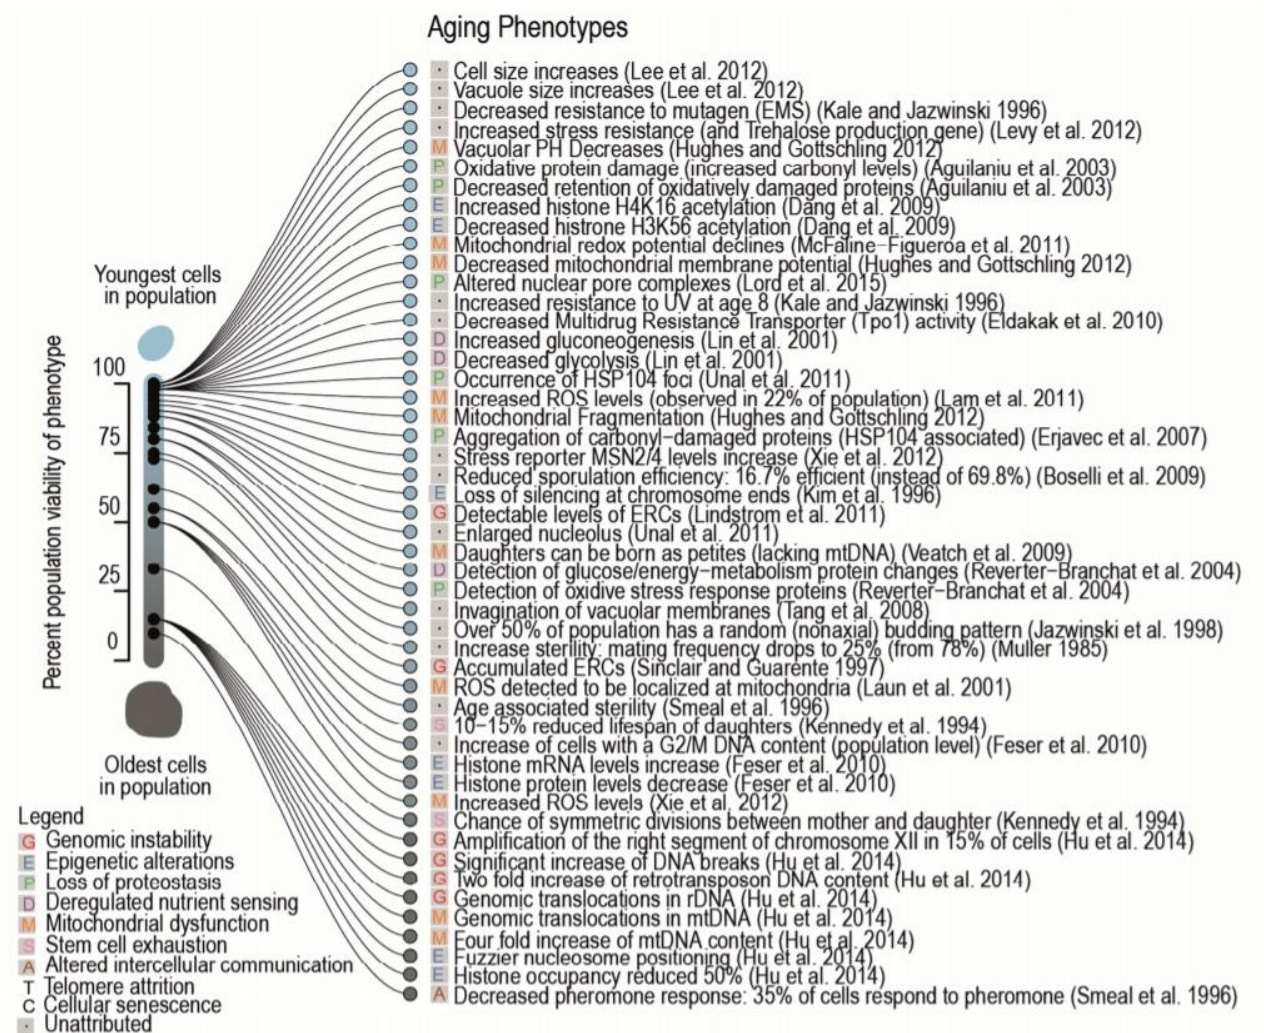 Aging Phenotypes
· Cell size increases (Lee et al. 2012)
· Vacuole size increases (Lee et al. 2012)
· Decreased resistance to mutagen (EMS) (Kale and Jazwinski 1996)
· Increased stress resistance (and Trehalose production gene) (Levy et al. 2012)
M Vacuolar PH Decreases (Hughes and Gottschling 2012)
P Oxidative protein damage (increased carbonyl levels) (Aguilaniu et al. 2003)
P Decreased retention of oxidatively damaged proteins (Aguilaniu et al. 2003)
E Increased histone H4K16 acetylation (Dang et al. 2009)
E Decreased histrone H3K56 acetylation (Dang et al. 2009)
M Mitochondrial redox potential declines (McFaline−Figueroa et al. 2011)
M Decreased mitochondrial membrane potential (Hughes and Gottschling 2012)
P Altered nuclear pore complexes (Lord et al. 2015)
· Increased resistance to UV at age 8 (Kale and Jazwinski 1996)
· Decreased Multidrug Resistance Transporter (Tpo1) activity (Eldakak et al. 2010)
D Increased gluconeogenesis (Lin et al. 2001)
D Decreased glycolysis (Lin et al. 2001)
P Occurrence of HSP104 foci (Unal et al. 2011)
M Increased ROS levels (observed in 22% of population) (Lam et al. 2011)
M Mitochondrial Fragmentation (Hughes and Gottschling 2012)
P Aggregation of carbonyl−damaged proteins (HSP104 associated) (Erjavec et al. 2007)
· Stress reporter MSN2/4 levels increase (Xie et al. 2012)
· Reduced sporulation efficiency: 16.7% efficient (instead of 69.8%) (Boselli et al. 2009)
E Loss of silencing at chromosome ends (Kim et al. 1996)
G Detectable levels of ERCs (Lindstrom et al. 2011)
· Enlarged nucleolus (Unal et al. 2011)
M Daughters can be born as petites (lacking mtDNA) (Veatch et al. 2009)
D Detection of glucose/energy−metabolism protein changes (Reverter−Branchat et al. 2004)
P Detection of oxidive stress response proteins (Reverter−Branchat et al. 2004)
· Invagination of vacuolar membranes (Tang et al. 2008)
· Over 50% of population has a random (nonaxial) budding pattern (Jazwinski et al. 1998)
· Increase sterility: mating frequency drops to 25% (from 78%) (Muller 1985)
G Accumulated ERCs (Sinclair and Guarente 1997)
M ROS detected to be localized at mitochondria (Laun et al. 2001)
· Age associated sterility (Smeal et al. 1996)
S 10−15% reduced lifespan of daughters (Kennedy et al. 1994)
· Increase of cells with a G2/M DNA content (population level) (Feser et al. 2010)
E Histone mRNA levels increase (Feser et al. 2010)
E Histone protein levels decrease (Feser et al. 2010)
M Increased ROS levels (Xie et al. 2012)
S Chance of symmetric divisions between mother and daughter (Kennedy et al. 1994)
G Amplification of the right segment of chromosome XII in 15% of cells (Hu et al. 2014)
G Significant increase of DNA breaks (Hu et al. 2014)
G Two fold increase of retrotransposon DNA content (Hu et al. 2014)
G Genomic translocations in rDNA (Hu et al. 2014)
M Genomic translocations in mtDNA (Hu et al. 2014)
M Four fold increase of mtDNA content (Hu et al. 2014)
E Fuzzier nucleosome positioning (Hu et al. 2014)
E Histone occupancy reduced 50% (Hu et al. 2014)
A Decreased pheromone response: 35% of cells respond to pheromone (Smeal et al. 1996)
Youngest cells
in population
Percent population viability of phenotype
100
75
50
25
0
Oldest cells
in population
Legend
G Genomic instability
E Epigenetic alterations
P Loss of proteostasis
D Deregulated nutrient sensing
M Mitochondrial dysfunction
S Stem cell exhaustion
A Altered intercellular communication
T Telomere attrition
C Cellular senescence
· Unattributed